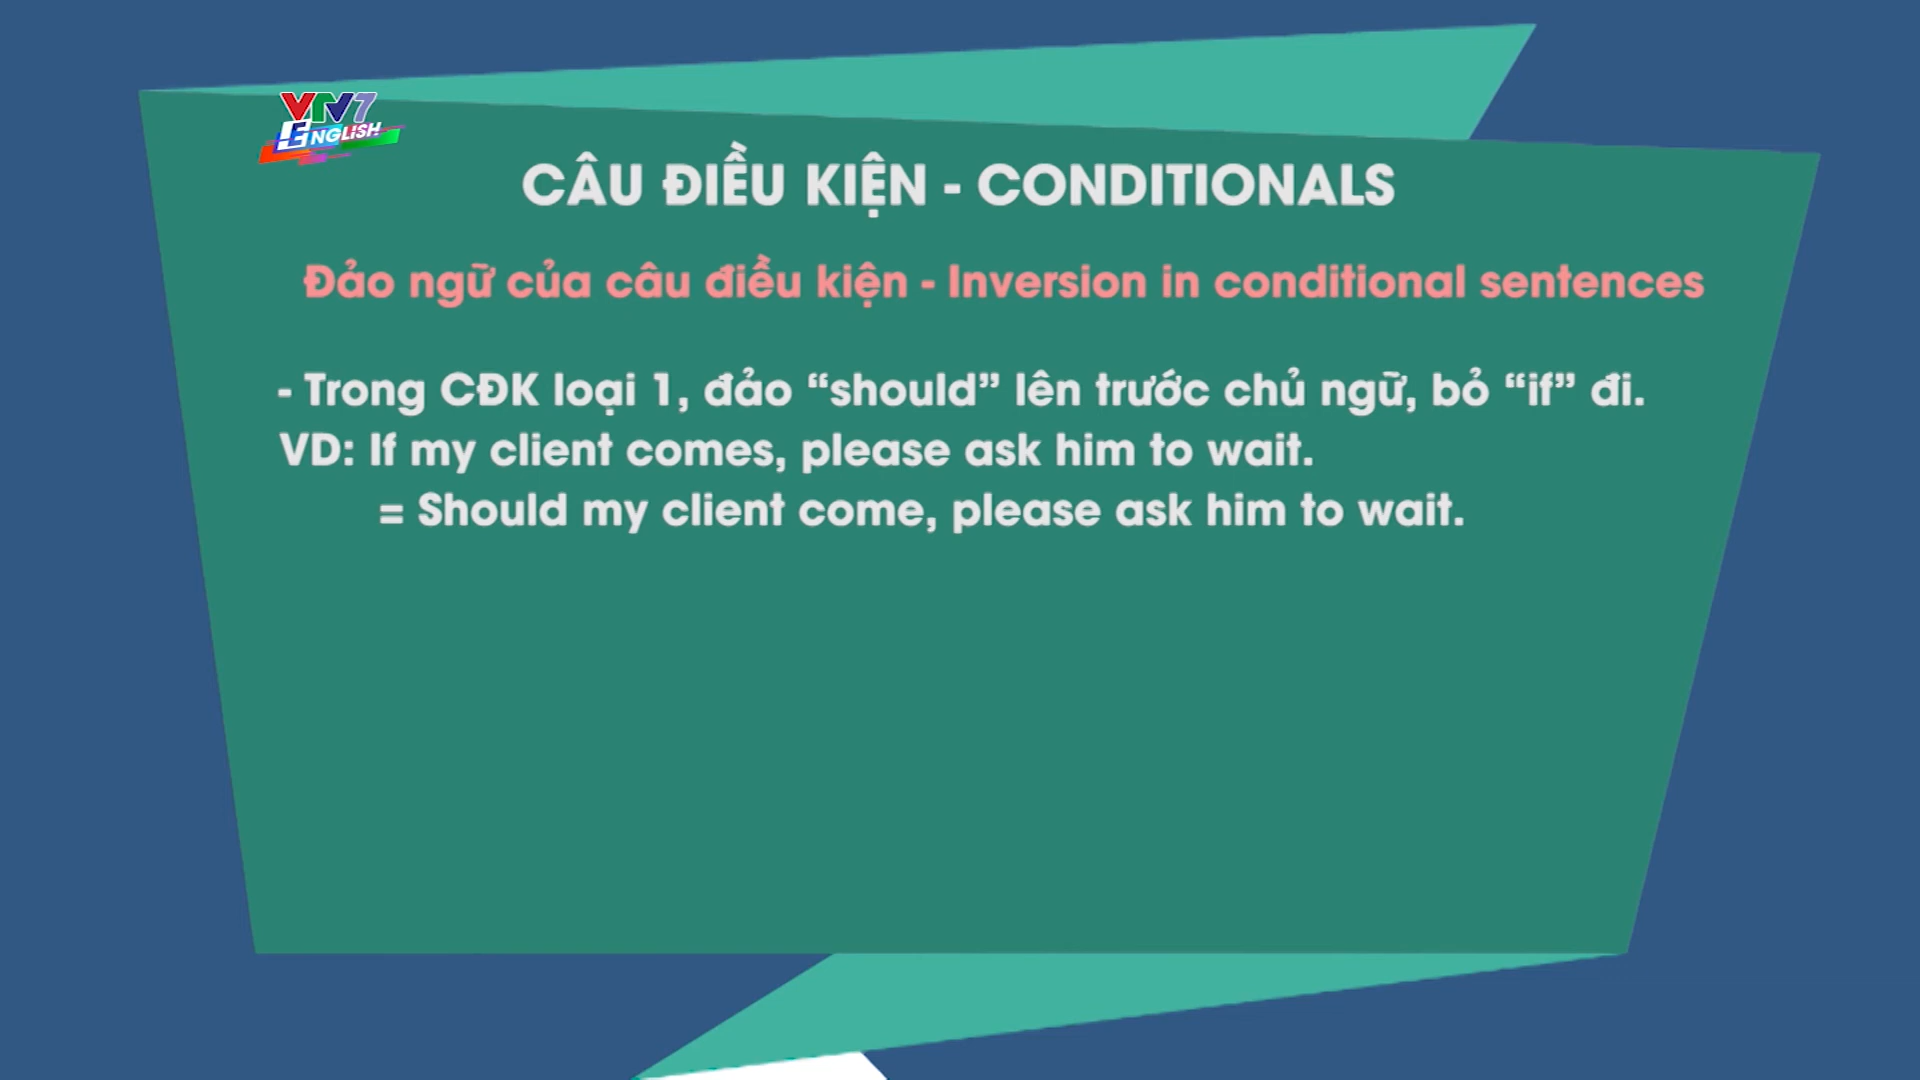 VTV7
ENGLISH
CÂU ĐIỀU KIỆN - CONDITIONALS
Đảo ngữ của câu điều kiện - Inversion in conditional sentences
- Trong CĐK loại 1, đảo “should” lên trước chủ ngữ, bỏ “if” đi.
VD: If my client comes, please ask him to wait.
= Should my client come, please ask him to wait.